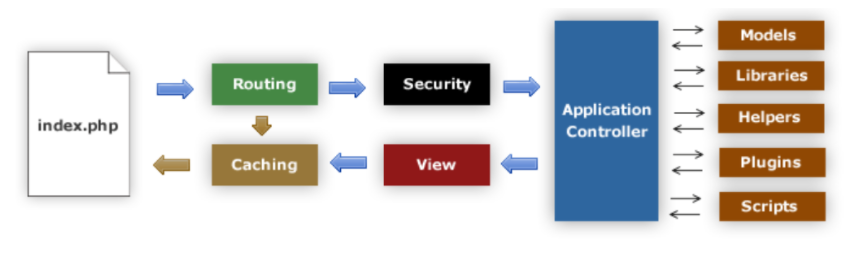 index.php
Routing
Security
Application
Controller
Models
Libraries
Helpers
Plugins
Scripts
Caching
View